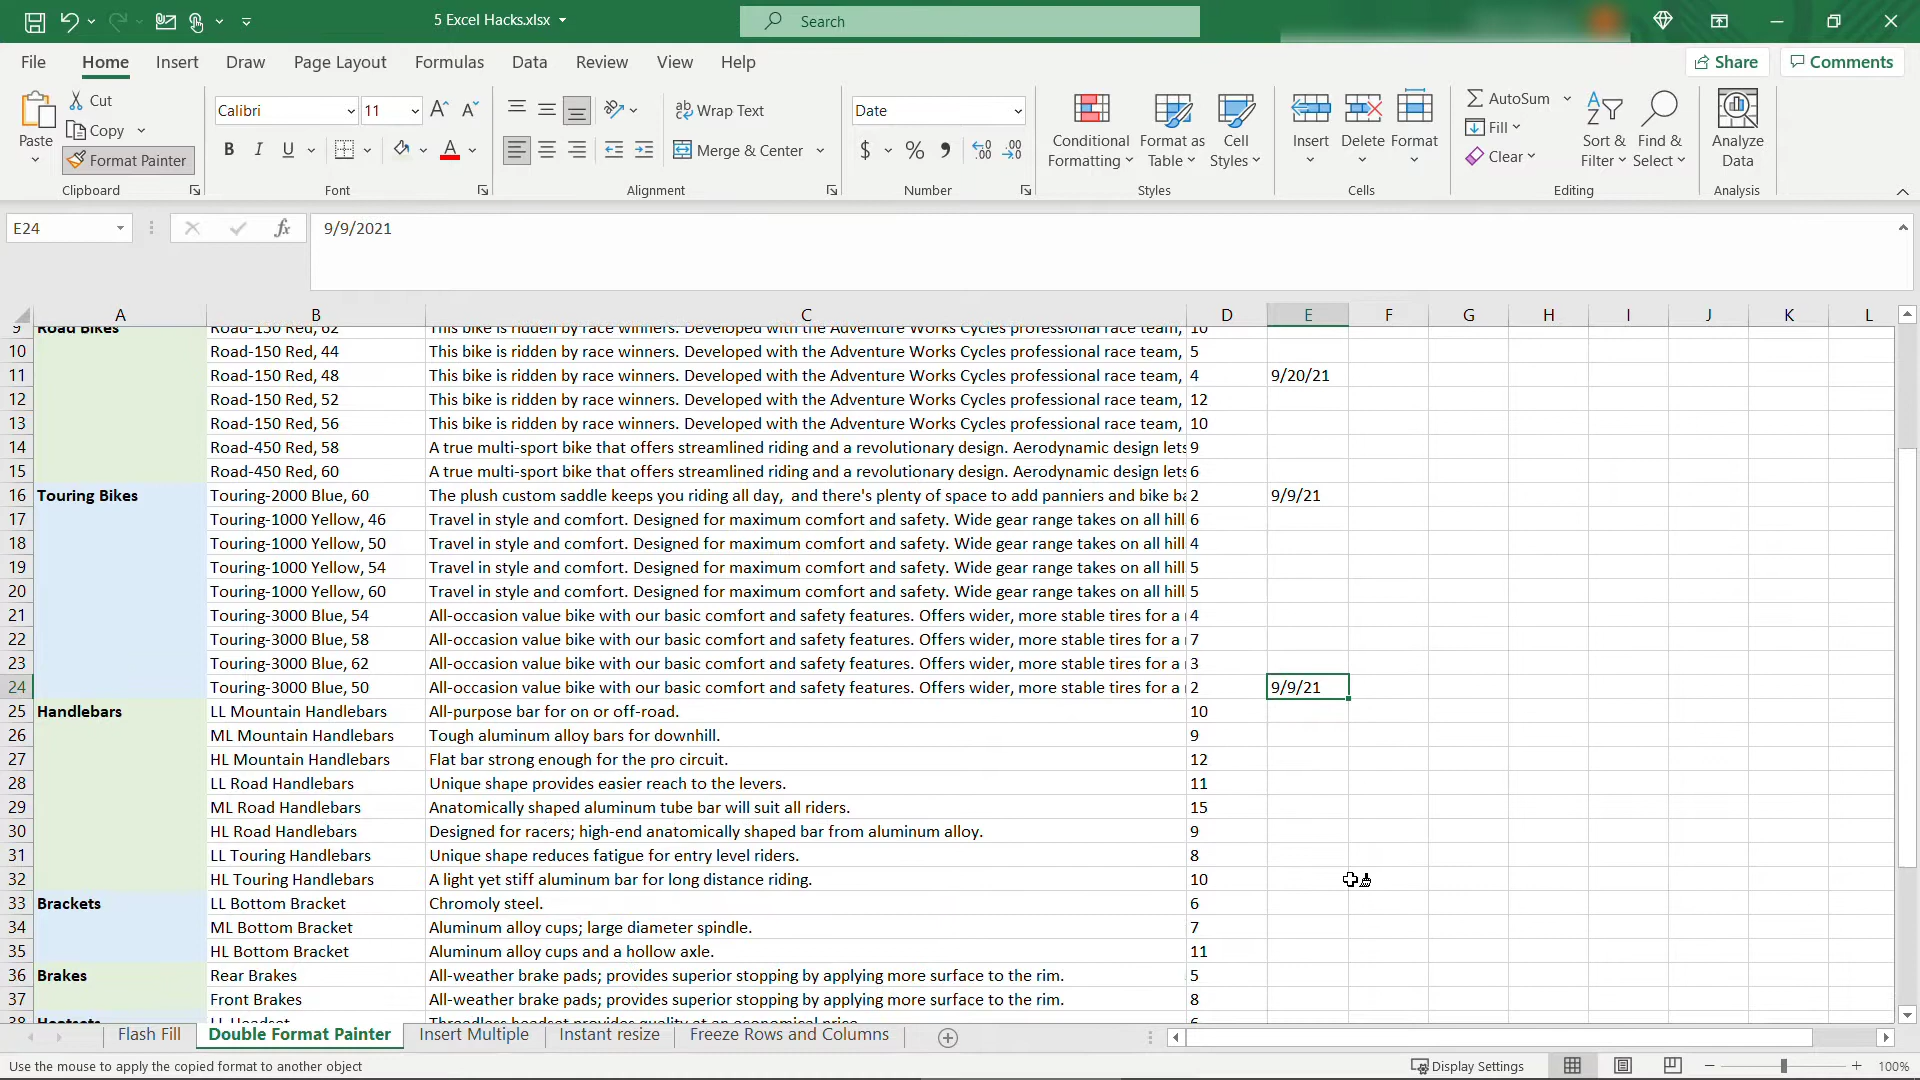 5 Excel Hacks.xlsx
Search
File Home Insert Draw Page Layout Formulas Data Review View Help Share Comments
Paste Cut Copy Format Painter
Clipboard
Calibri 11
B I U A
Font
Wrap Text
Merge & Center
Alignment
Date
$ % ,
Number
Conditional Formatting Format as Table Cell Styles
Styles
Insert Delete Format
Cells
AutoSum Fill Clear Sort & Filter Find & Select
Editing
Analyze Data
Analysis
E24 fx 9/9/2021
A B C D E F G H I J K L
9 Road Bikes Road-150 Red, 62 This bike is ridden by race winners. Developed with the Adventure Works Cycles professional race team, 10
10 Road-150 Red, 44 This bike is ridden by race winners. Developed with the Adventure Works Cycles professional race team, 5
11 Road-150 Red, 48 This bike is ridden by race winners. Developed with the Adventure Works Cycles professional race team, 4 9/20/21
12 Road-150 Red, 52 This bike is ridden by race winners. Developed with the Adventure Works Cycles professional race team, 12
13 Road-150 Red, 56 This bike is ridden by race winners. Developed with the Adventure Works Cycles professional race team, 10
14 Road-450 Red, 58 A true multi-sport bike that offers streamlined riding and a revolutionary design. Aerodynamic design lets 9
15 Road-450 Red, 60 A true multi-sport bike that offers streamlined riding and a revolutionary design. Aerodynamic design lets 6
16 Touring Bikes Touring-2000 Blue, 60 The plush custom saddle keeps you riding all day, and there's plenty of space to add panniers and bike ba 2 9/9/21
17 Touring-1000 Yellow, 46 Travel in style and comfort. Designed for maximum comfort and safety. Wide gear range takes on all hill 6
18 Touring-1000 Yellow, 50 Travel in style and comfort. Designed for maximum comfort and safety. Wide gear range takes on all hill 4
19 Touring-1000 Yellow, 54 Travel in style and comfort. Designed for maximum comfort and safety. Wide gear range takes on all hill 5
20 Touring-1000 Yellow, 60 Travel in style and comfort. Designed for maximum comfort and safety. Wide gear range takes on all hill 5
21 Touring-3000 Blue, 54 All-occasion value bike with our basic comfort and safety features. Offers wider, more stable tires for a 4
22 Touring-3000 Blue, 58 All-occasion value bike with our basic comfort and safety features. Offers wider, more stable tires for a 7
23 Touring-3000 Blue, 62 All-occasion value bike with our basic comfort and safety features. Offers wider, more stable tires for a 3
24 Touring-3000 Blue, 50 All-occasion value bike with our basic comfort and safety features. Offers wider, more stable tires for a 2 9/9/21
25 Handlebars LL Mountain Handlebars All-purpose bar for on or off-road. 10
26 ML Mountain Handlebars Tough aluminum alloy bars for downhill. 9
27 HL Mountain Handlebars Flat bar strong enough for the pro circuit. 12
28 LL Road Handlebars Unique shape provides easier reach to the levers. 11
29 ML Road Handlebars Anatomically shaped aluminum tube bar will suit all riders. 15
30 HL Road Handlebars Designed for racers; high-end anatomically shaped bar from aluminum alloy. 9
31 LL Touring Handlebars Unique shape reduces fatigue for entry level riders. 8
32 HL Touring Handlebars A light yet stiff aluminum bar for long distance riding. 10
33 Brackets LL Bottom Bracket Chromoly steel. 6
34 ML Bottom Bracket Aluminum alloy cups; large diameter spindle. 7
35 HL Bottom Bracket Aluminum alloy cups and a hollow axle. 11
36 Brakes Rear Brakes All-weather brake pads; provides superior stopping by applying more surface to the rim. 5
37 Front Brakes All-weather brake pads; provides superior stopping by applying more surface to the rim. 8
38 Headsets LL Headset Threadless headset provides quality at an economical price. 6
Flash Fill Double Format Painter Insert Multiple Instant resize Freeze Rows and Columns
Use the mouse to apply the copied format to another object Display Settings 100%